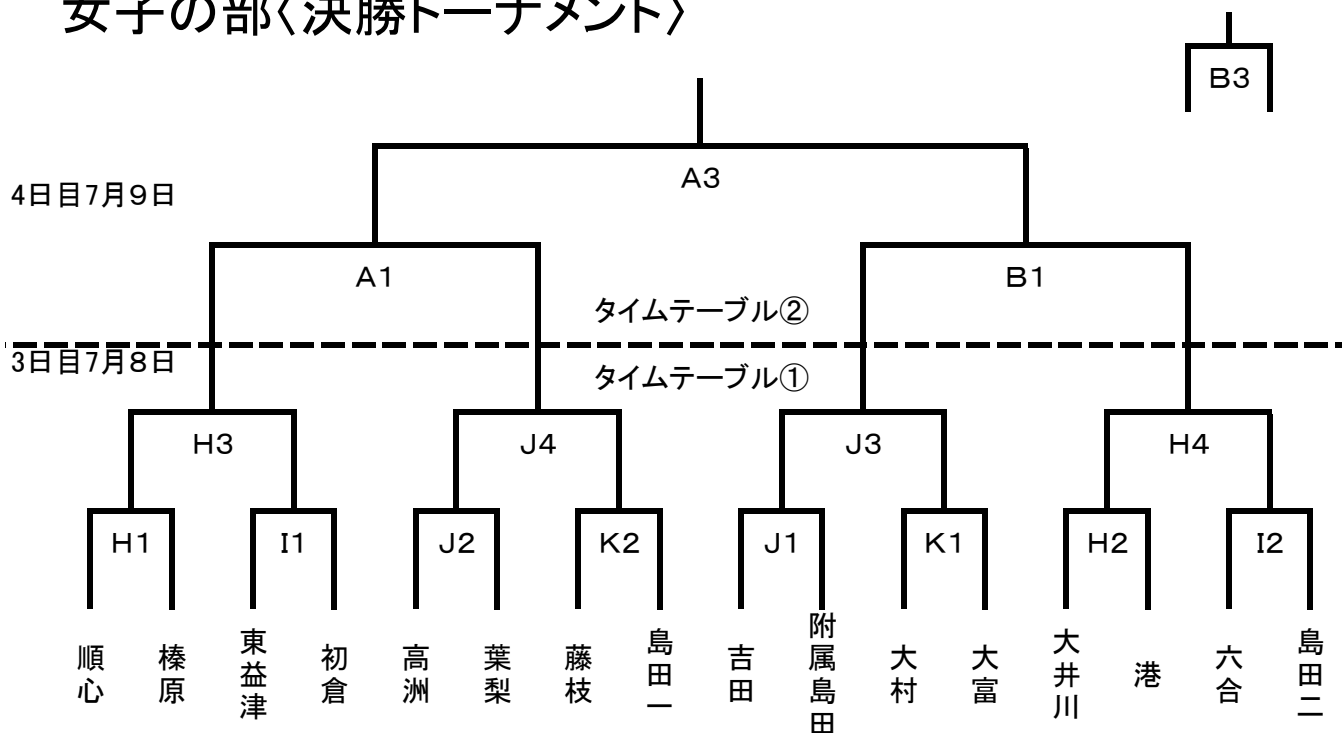 女子の部〈決勝トーナメント〉
B3
A3
4日目7月9日
A1
B1
タイムテーブル②
3日目7月8日
タイムテーブル①
H3
J4
J3
H4
H1
I1
J2
K2
J1
K1
H2
I2
順心
榛原
東益津
初倉
高洲
葉梨
藤枝
島田一
吉田
附属島田
大村
大富
大井川
港
六合
島田二